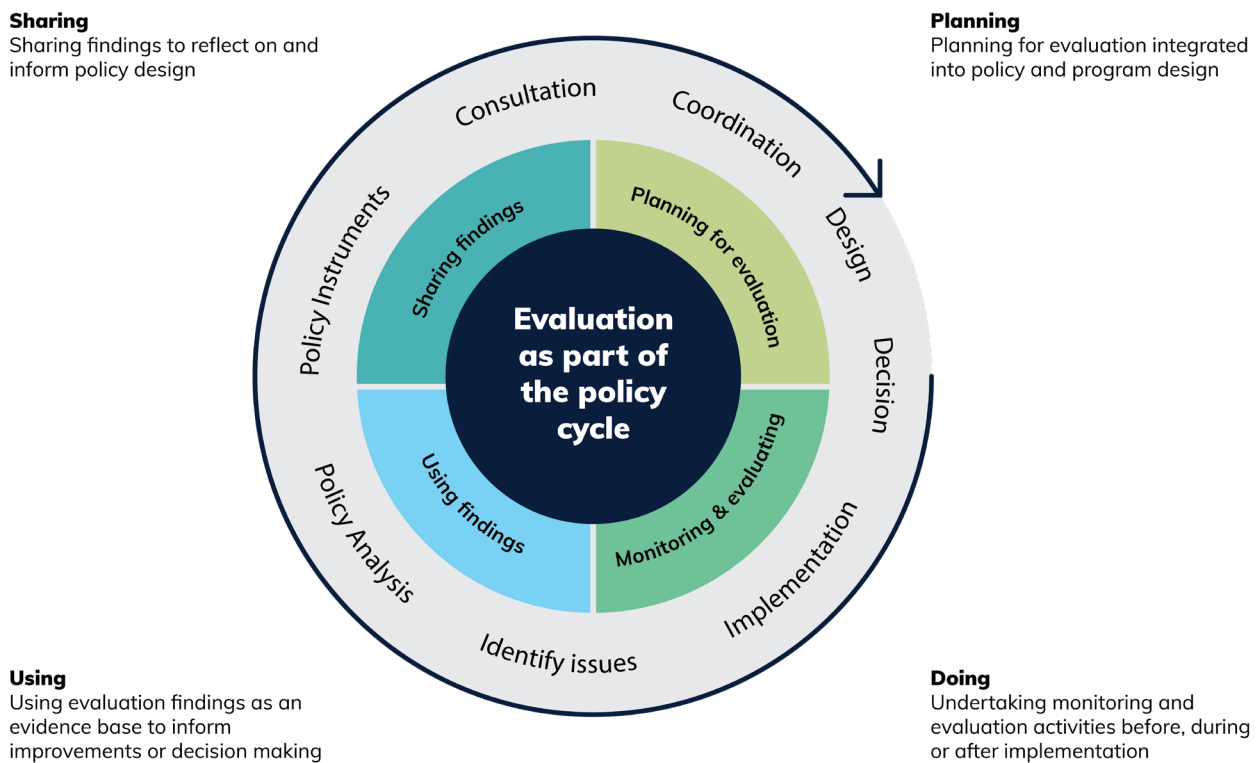 Sharing
Sharing findings to reflect on and
inform policy design
Planning
Planning for evaluation integrated
into policy and program design
Consultation
Coordination
Design
Decision
Implementation
Identify issues
Policy Analysis
Policy Instruments
Sharing findings
Planning for evaluation
Monitoring & evaluating
Using findings
Evaluation
as part of
the policy
cycle
Using
Using evaluation findings as an
evidence base to inform
improvements or decision making
Doing
Undertaking monitoring and
evaluation activities before, during
or after implementation